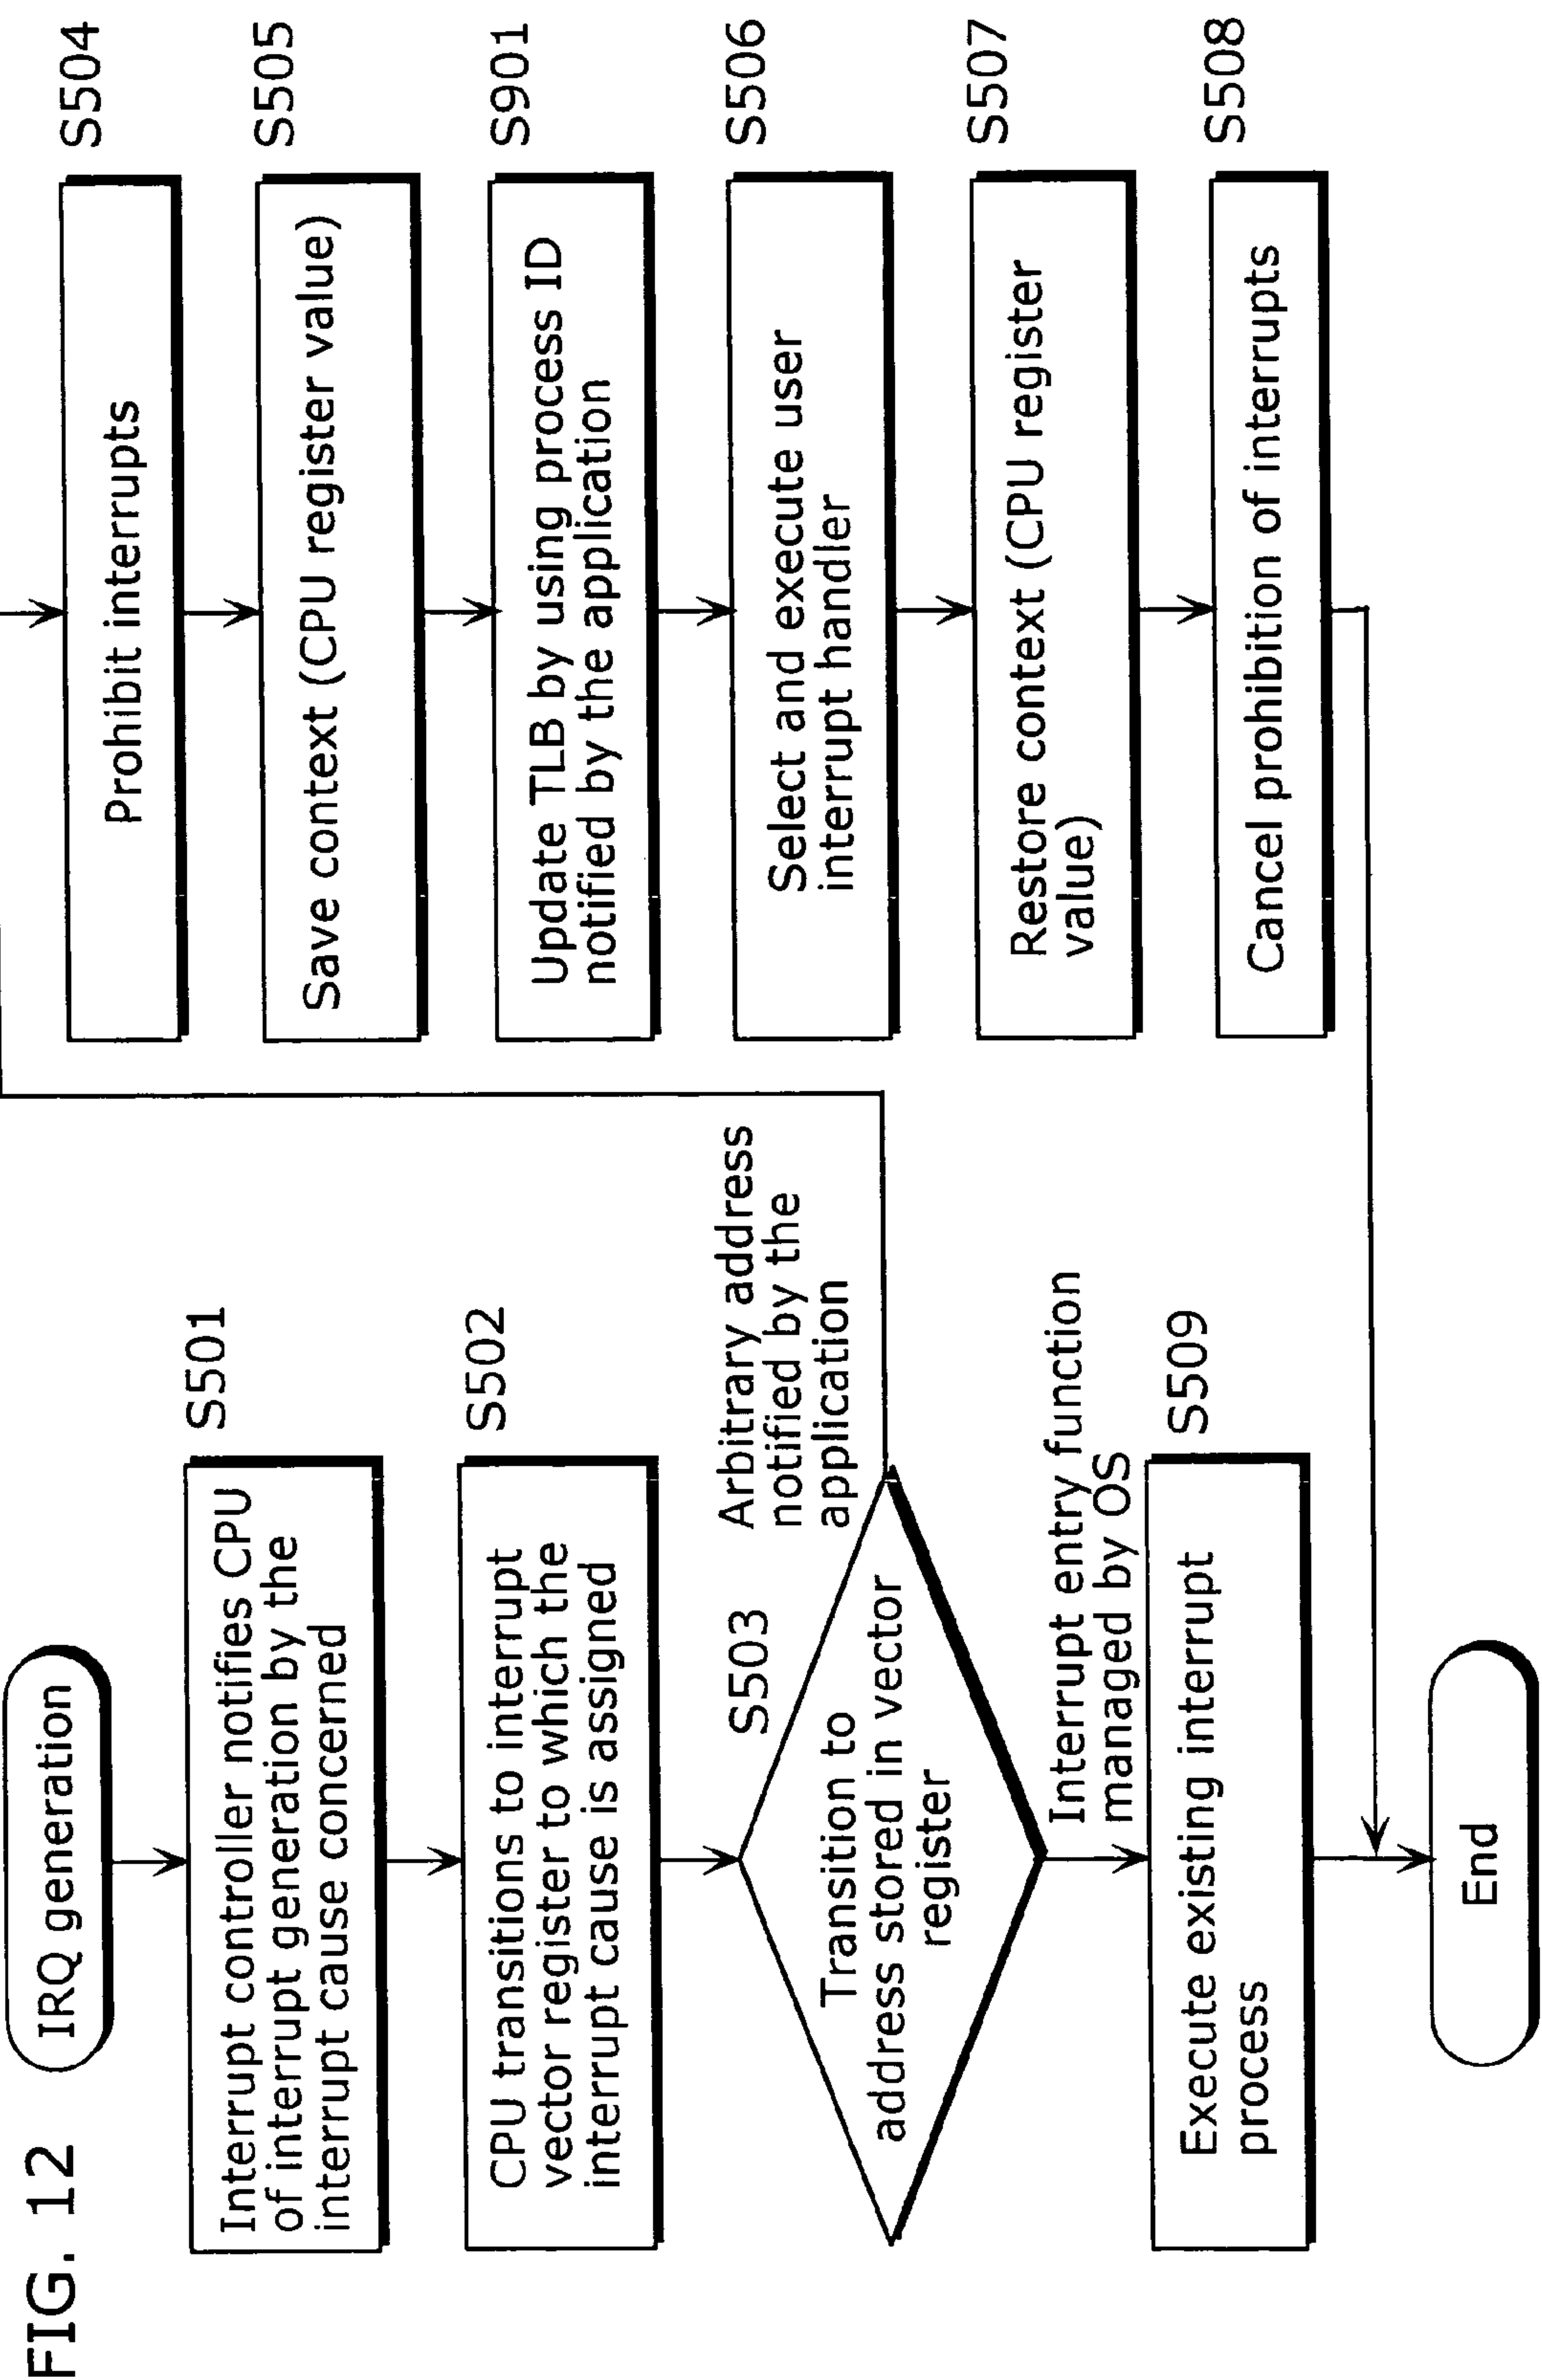 FIG. 12
IRQ generation
S501
Interrupt controller notifies CPU
of interrupt generation by the
interrupt cause concerned
S502
CPU transitions to interrupt
vector register to which the
interrupt cause is assigned
S503
Transition to
address stored in vector
register
Arbitrary address
notified by the
application
Interrupt entry function
managed by OS
S509
Execute existing interrupt
process
End
S504
Prohibit interrupts
S505
Save context (CPU register value)
S901
Update TLB by using process ID
notified by the application
S506
Select and execute user
interrupt handler
S507
Restore context (CPU register
value)
S508
Cancel prohibition of interrupts